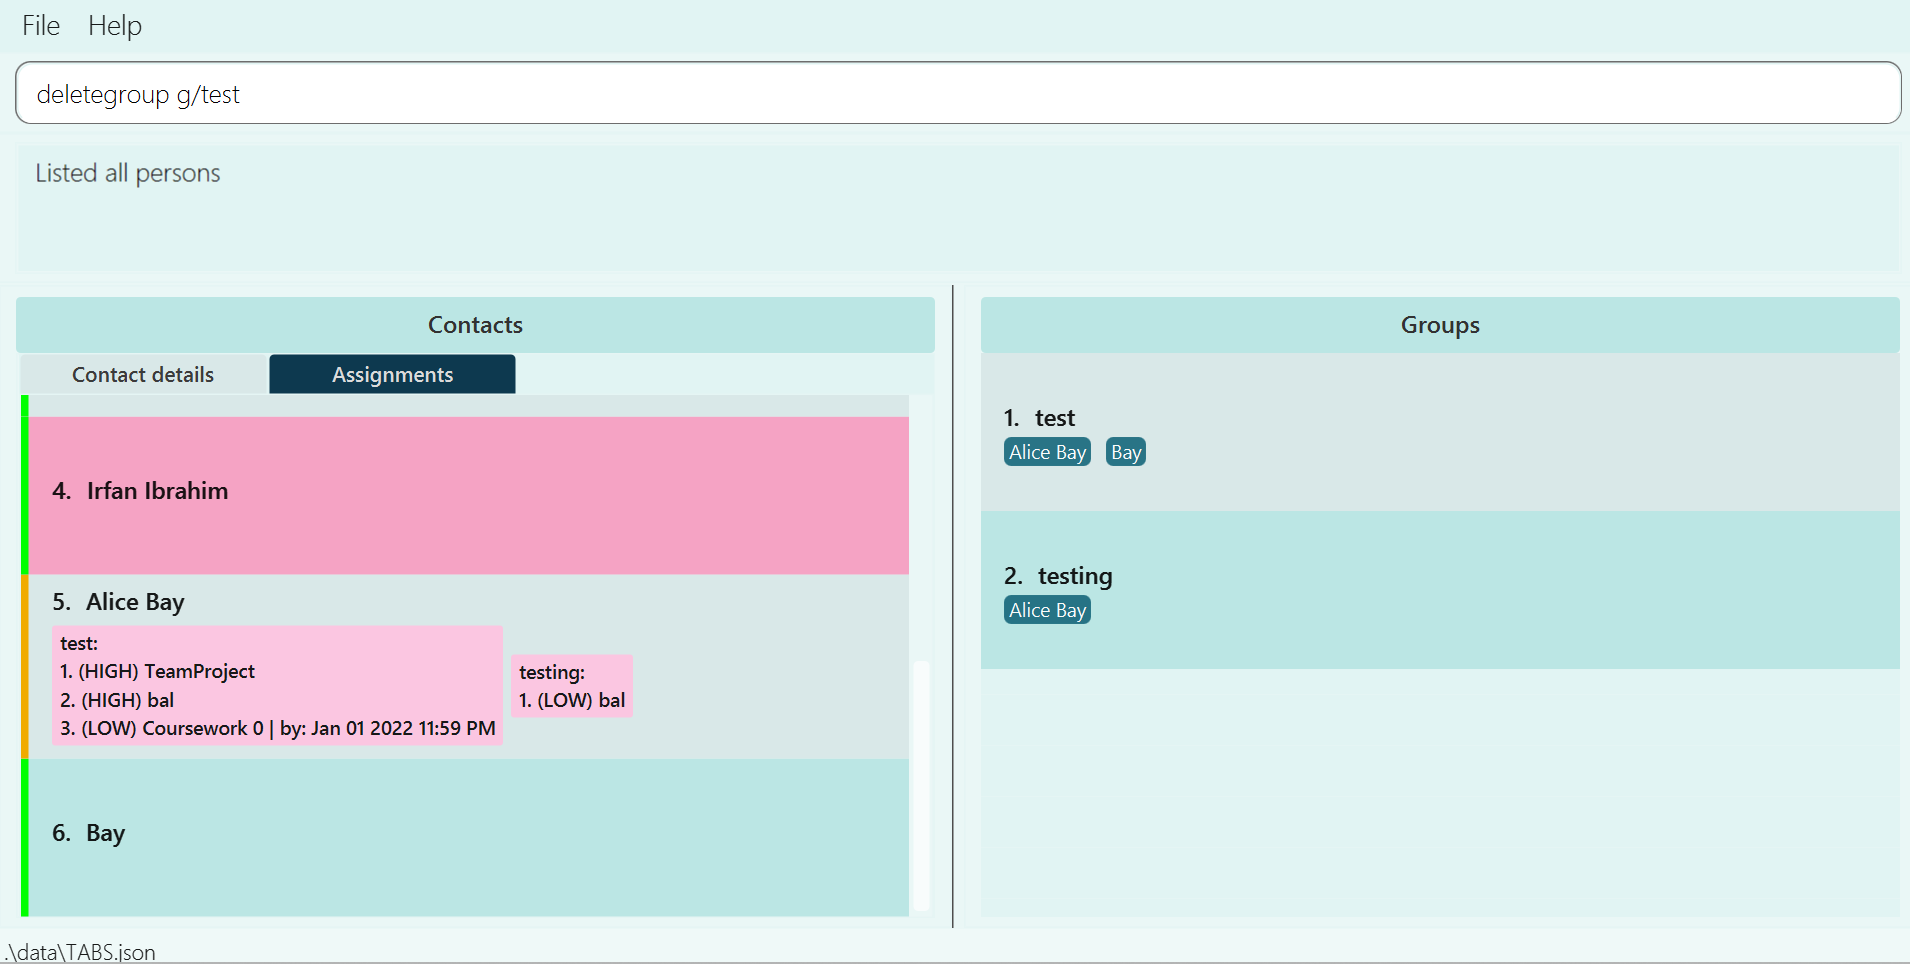 File Help
deletegroup g/test
Listed all persons
Contacts
Contact details Assignments
4. Irfan Ibrahim
5. Alice Bay
test:
1. (HIGH) TeamProject
2. (HIGH) bal
3. (LOW) Coursework 0 | by: Jan 01 2022 11:59 PM
testing:
1. (LOW) bal
6. Bay
Groups
1. test
Alice Bay Bay
2. testing
Alice Bay
.\data\TABS.json